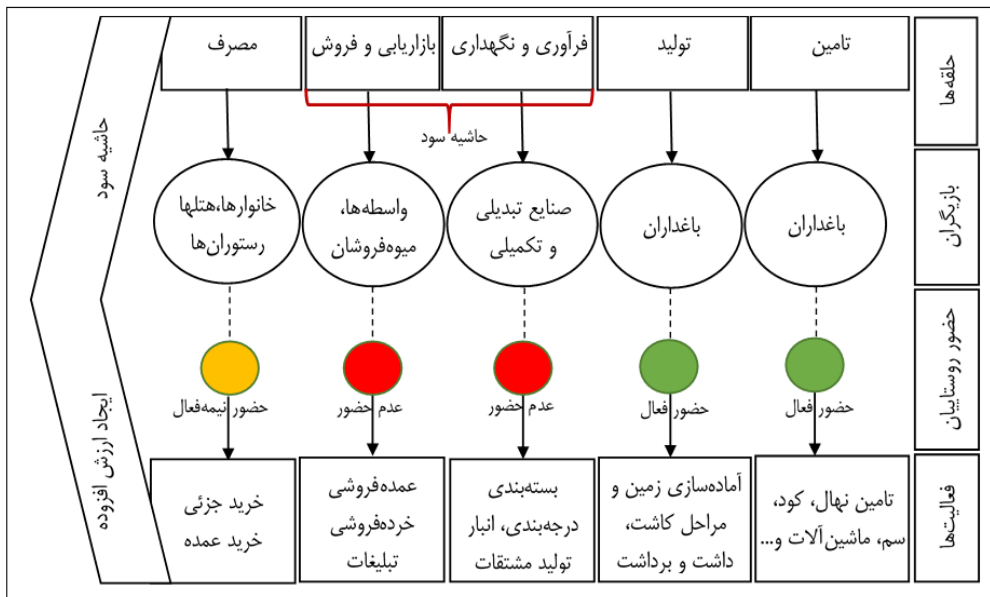 حلقه‌ها
تامین
تولید
فرآوری و نگهداری
بازاریابی و فروش
مصرف
حاشیه سود
بازیگران
باغداران
باغداران
صنایع تبدیلی
و تکمیلی
واسطه‌ها،
میوه‌فروشان
خانوارها،هتلها
رستوران‌ها
حضور روستاییان
حضور فعال
حضور فعال
عدم حضور
عدم حضور
حضور نیمه‌فعال
فعالیت‌ها
تامین نهال، کود،
سم، ماشین‌آلات و...
آماده‌سازی زمین و
مراحل کاشت،
داشت و برداشت
بسته‌بندی
درجه‌بندی، انبار
تولید مشتقات
عمده‌فروشی
خرده‌فروشی
تبلیغات
خرید جزئی
خرید عمده
حاشیه سود
ایجاد ارزش افزوده